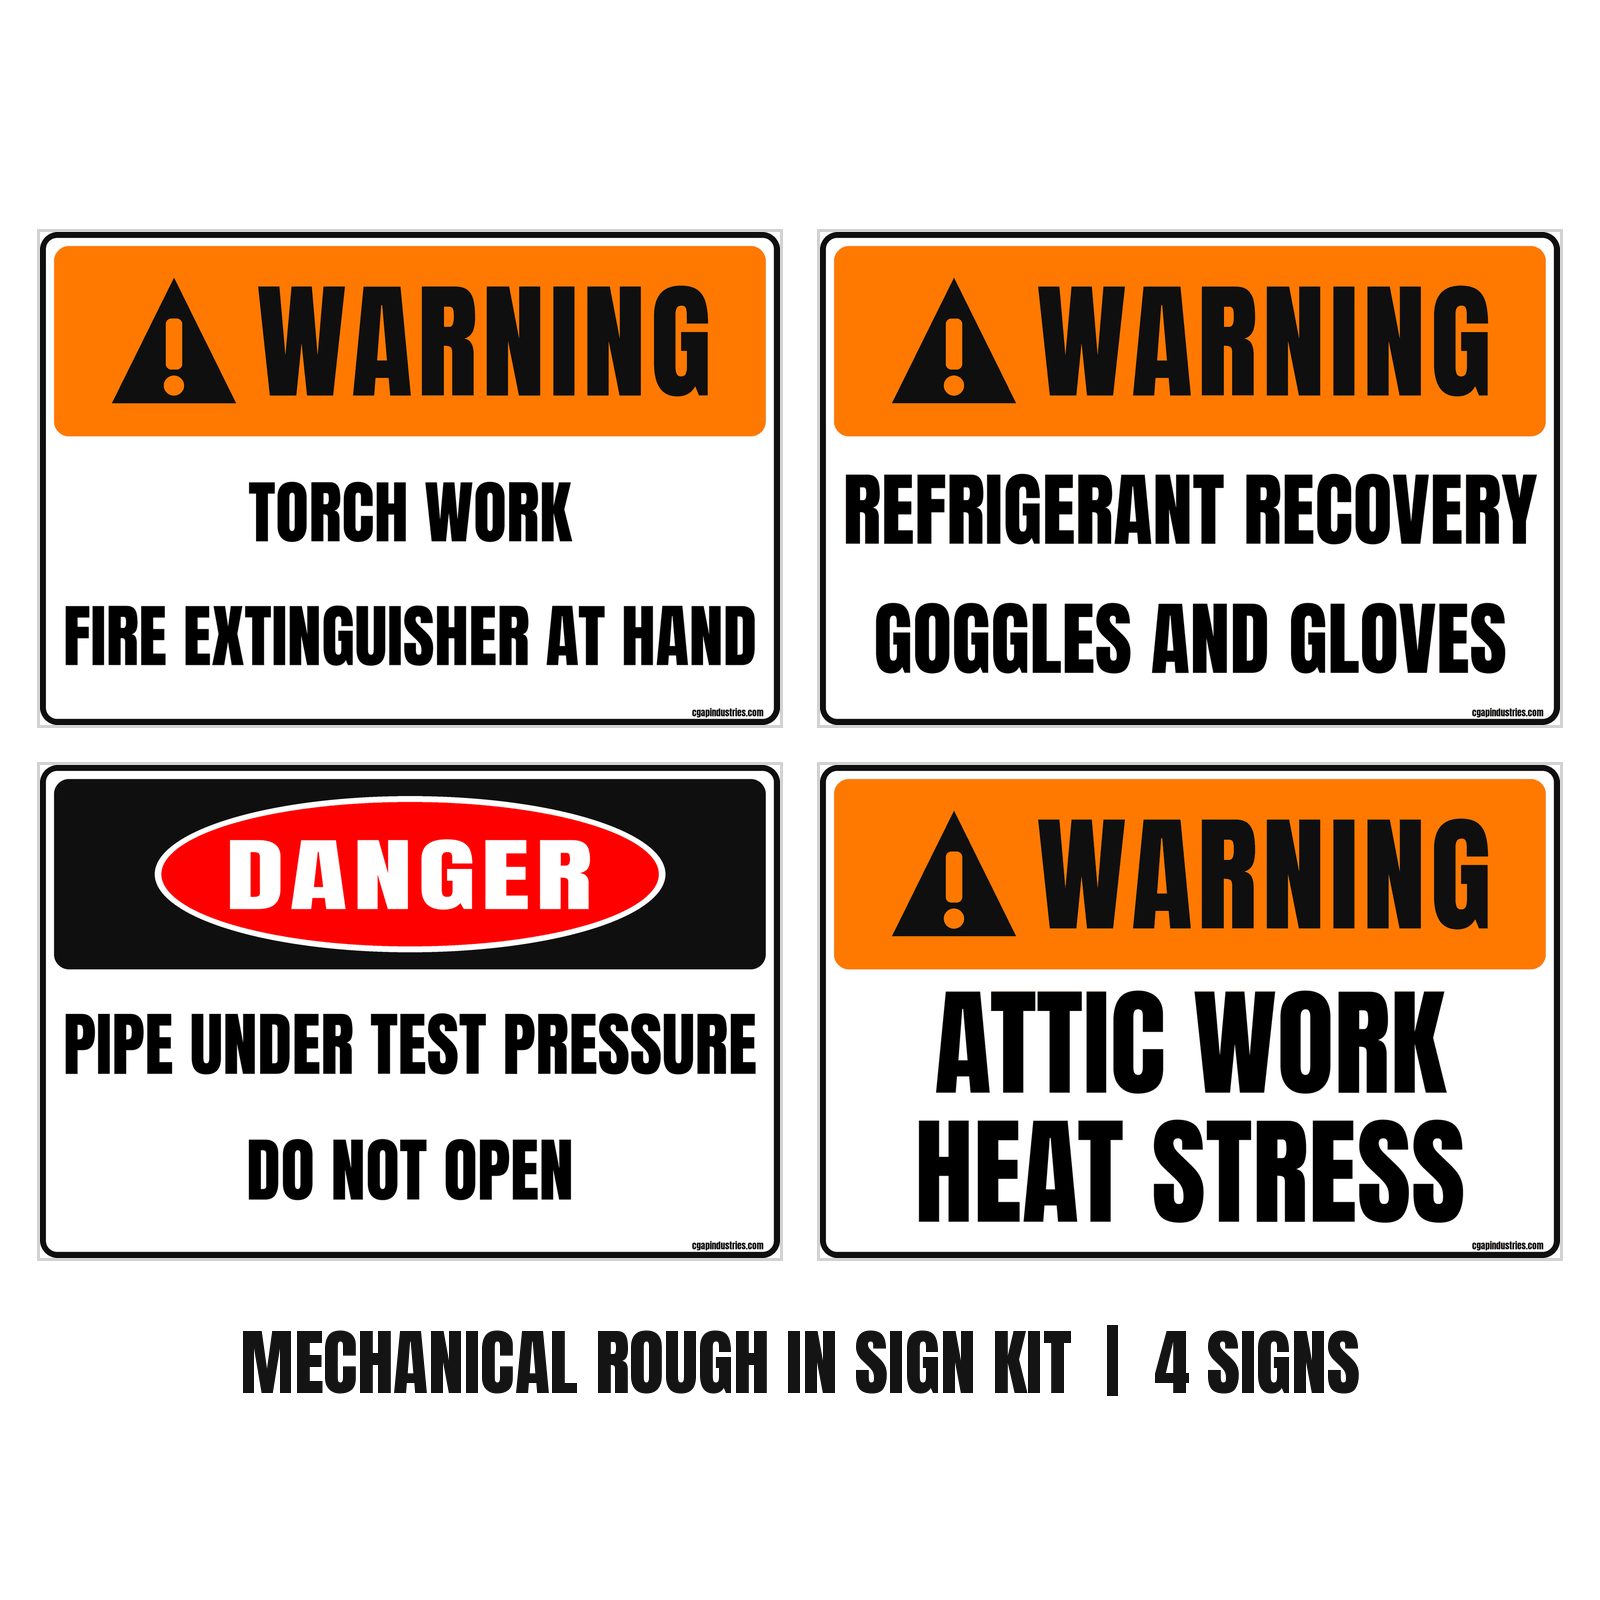 WARNING
TORCH WORK
FIRE EXTINGUISHER AT HAND
cgapindustries.com
WARNING
REFRIGERANT RECOVERY
GOGGLES AND GLOVES
cgapindustries.com
DANGER
PIPE UNDER TEST PRESSURE
DO NOT OPEN
cgapindustries.com
WARNING
ATTIC WORK
HEAT STRESS
cgapindustries.com
MECHANICAL ROUGH IN SIGN KIT | 4 SIGNS